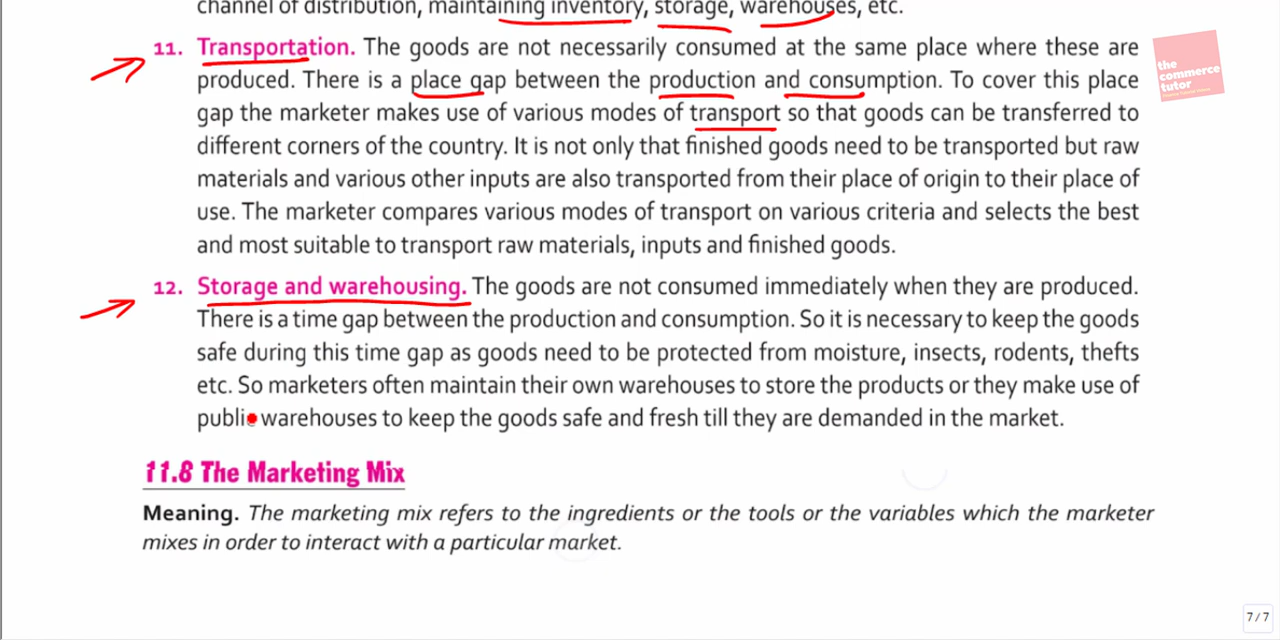 channel of distribution, maintaining inventory, storage, warehouses, etc.
11. Transportation. The goods are not necessarily consumed at the same place where these are
produced. There is a place gap between the production and consumption. To cover this place
gap the marketer makes use of various modes of transport so that goods can be transferred to
different corners of the country. It is not only that finished goods need to be transported but raw
materials and various other inputs are also transported from their place of origin to their place of
use. The marketer compares various modes of transport on various criteria and selects the best
and most suitable to transport raw materials, inputs and finished goods.
12. Storage and warehousing. The goods are not consumed immediately when they are produced.
There is a time gap between the production and consumption. So it is necessary to keep the goods
safe during this time gap as goods need to be protected from moisture, insects, rodents, thefts
etc. So marketers often maintain their own warehouses to store the products or they make use of
public warehouses to keep the goods safe and fresh till they are demanded in the market.
11.8 The Marketing Mix
Meaning. The marketing mix refers to the ingredients or the tools or the variables which the marketer
mixes in order to interact with a particular market.
the
commerce
tutor
7/7